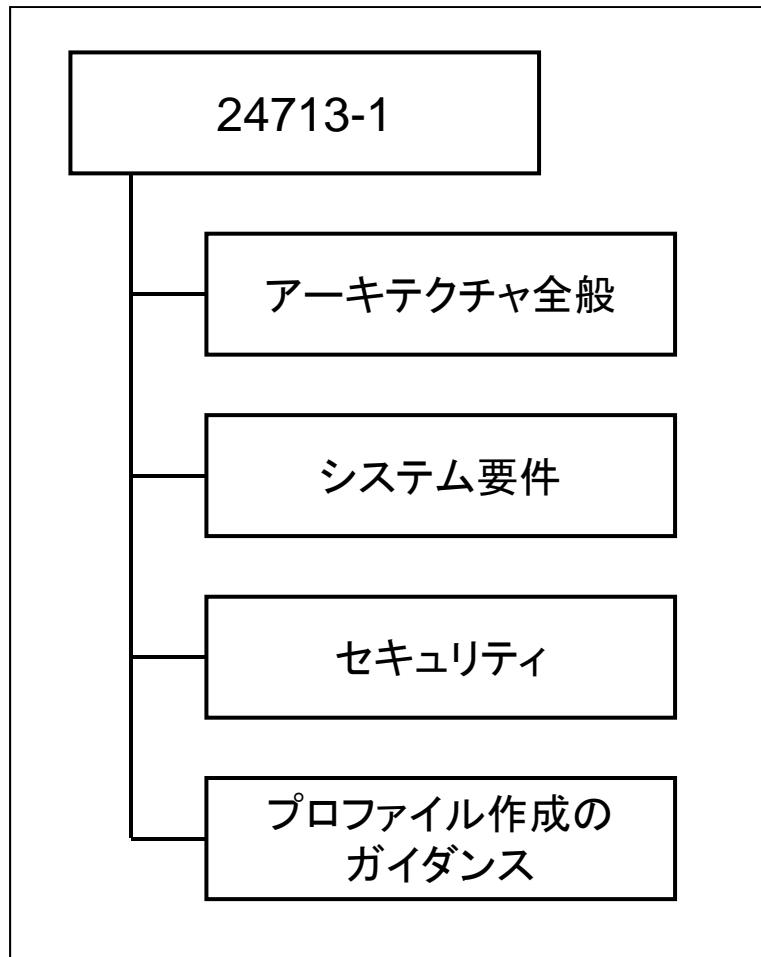 24713-1
アーキテクチャ全般
システム要件
セキュリティ
プロファイル作成の
ガイダンス